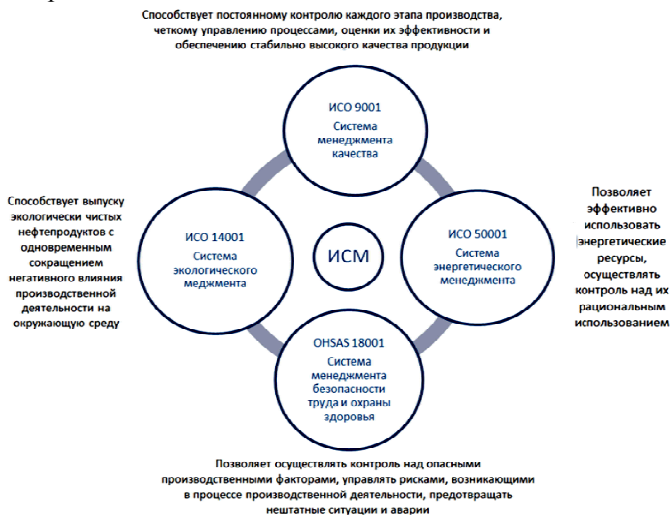 Способствует постоянному контролю каждого этапа производства,
четкому управлению процессами, оценки их эффективности и
обеспечению стабильно высокого качества продукции
ИСО 9001
Система
менеджмента
качества
Способствует выпуску
экологически чистых
нефтепродуктов с
одновременным
сокращением
негативного влияния
производственной
деятельности на
окружающую среду
ИСО 14001
Система
экологического
меджмента
ИСМ
ИСО 50001
Система
энергетического
менеджмента
Позволяет
эффективно
использовать
энергетические
ресурсы,
осуществлять
контроль над их
рациональным
использованием
OHSAS 18001
Система
менеджмента
безопасности
труда и охраны
здоровья
Позволяет осуществлять контроль над опасными
производственными факторами, управлять рисками, возникающими
в процессе производственной деятельности, предотвращать
нештатные ситуации и аварии